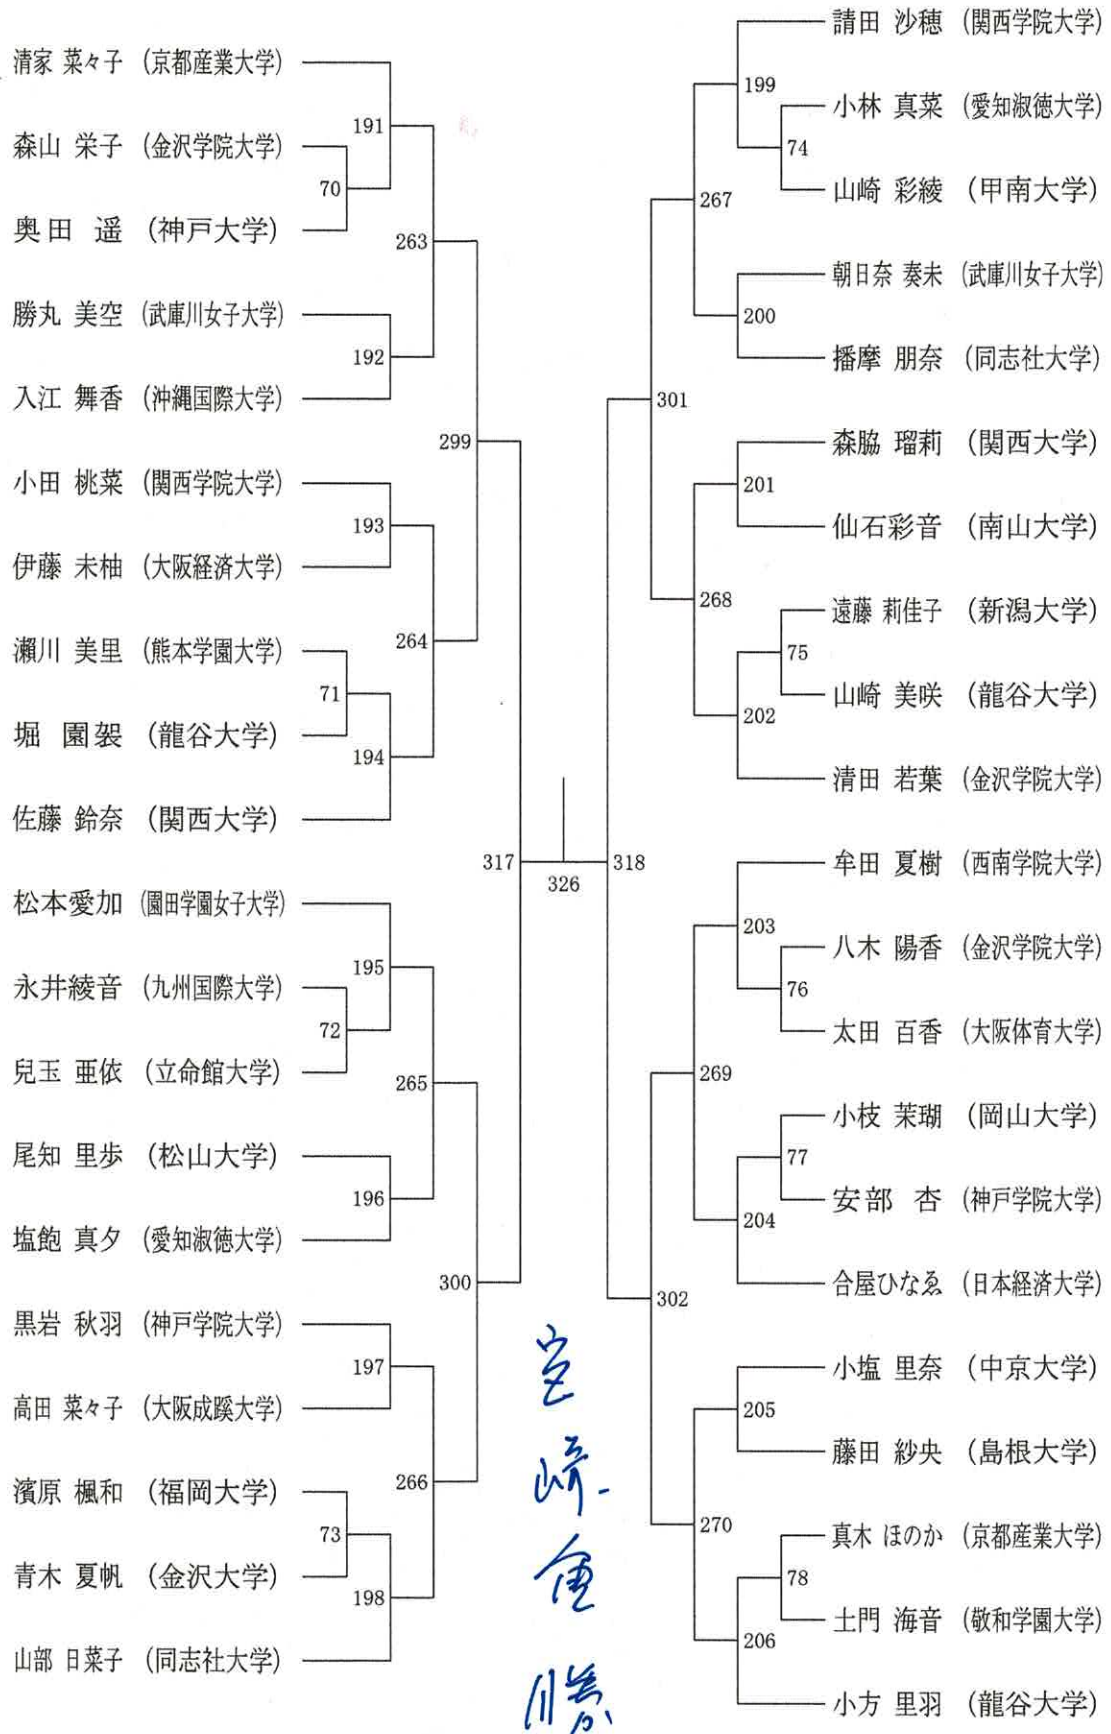 清家 菜々子 (京都産業大学)
森山 栄子 (金沢学院大学)
奥田 遥 (神戸大学)
勝丸 美空 (武庫川女子大学)
入江 舞香 (沖縄国際大学)
小田 桃菜 (関西学院大学)
伊藤 未柚 (大阪経済大学)
瀬川 美里 (熊本学園大学)
堀 園袈 (龍谷大学)
佐藤 鈴奈 (関西大学)
松本愛加 (園田学園女子大学)
永井綾音 (九州国際大学)
兒玉 亜依 (立命館大学)
尾知 里歩 (松山大学)
塩飽 真夕 (愛知淑徳大学)
黒岩 秋羽 (神戸学院大学)
高田 菜々子 (大阪成蹊大学)
濱原 楓和 (福岡大学)
青木 夏帆 (金沢大学)
山部 日菜子 (同志社大学)
70
71
72
73
191
192
193
194
195
196
197
198
263
264
265
266
299
300
317
326
318
301
302
267
268
269
270
199
200
201
202
203
204
205
206
74
75
76
77
78
請田 沙穂 (関西学院大学)
小林 真菜 (愛知淑徳大学)
山崎 彩綾 (甲南大学)
朝日奈 奏未 (武庫川女子大学)
播摩 朋奈 (同志社大学)
森脇 瑠莉 (関西大学)
仙石彩音 (南山大学)
遠藤 莉佳子 (新潟大学)
山崎 美咲 (龍谷大学)
清田 若葉 (金沢学院大学)
牟田 夏樹 (西南学院大学)
八木 陽香 (金沢学院大学)
太田 百香 (大阪体育大学)
小枝 茉瑚 (岡山大学)
安部 杏 (神戸学院大学)
合屋ひなゑ (日本経済大学)
小塩 里奈 (中京大学)
藤田 紗央 (島根大学)
真木 ほのか (京都産業大学)
土門 海音 (敬和学園大学)
小方 里羽 (龍谷大学)